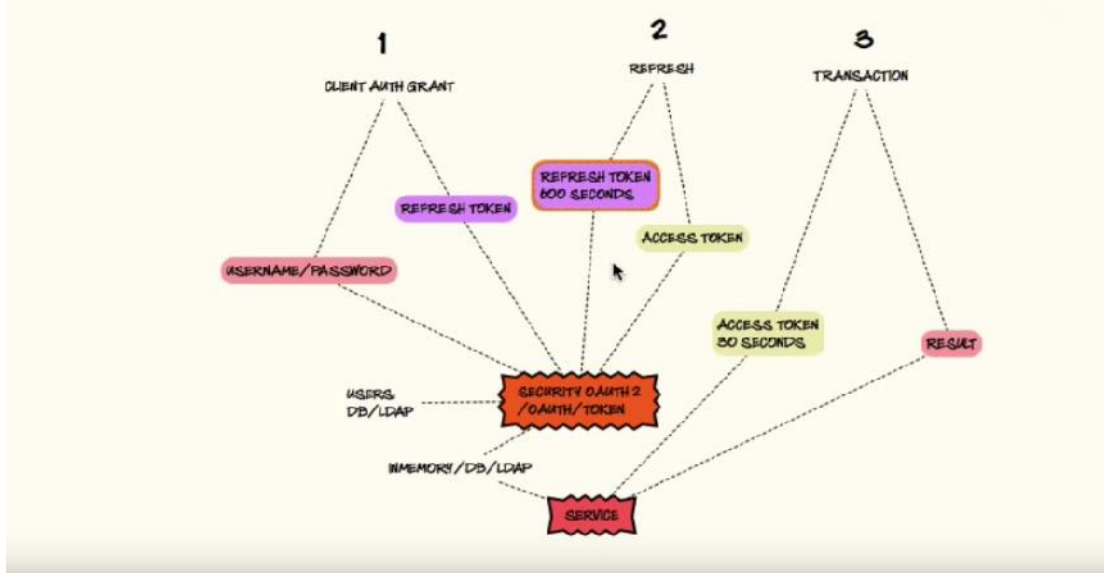 1
CLIENT AUTH GRANT
2
REFRESH
3
TRANSACTION
REFRESH TOKEN
600 SECONDS
REFRESH TOKEN
ACCESS TOKEN
USERNAME/PASSWORD
ACCESS TOKEN
30 SECONDS
RESULT
USERS
DB/LDAP
SECURITY OAUTH 2
/OAUTH/TOKEN
INMEMORY/DB/LDAP
SERVICE